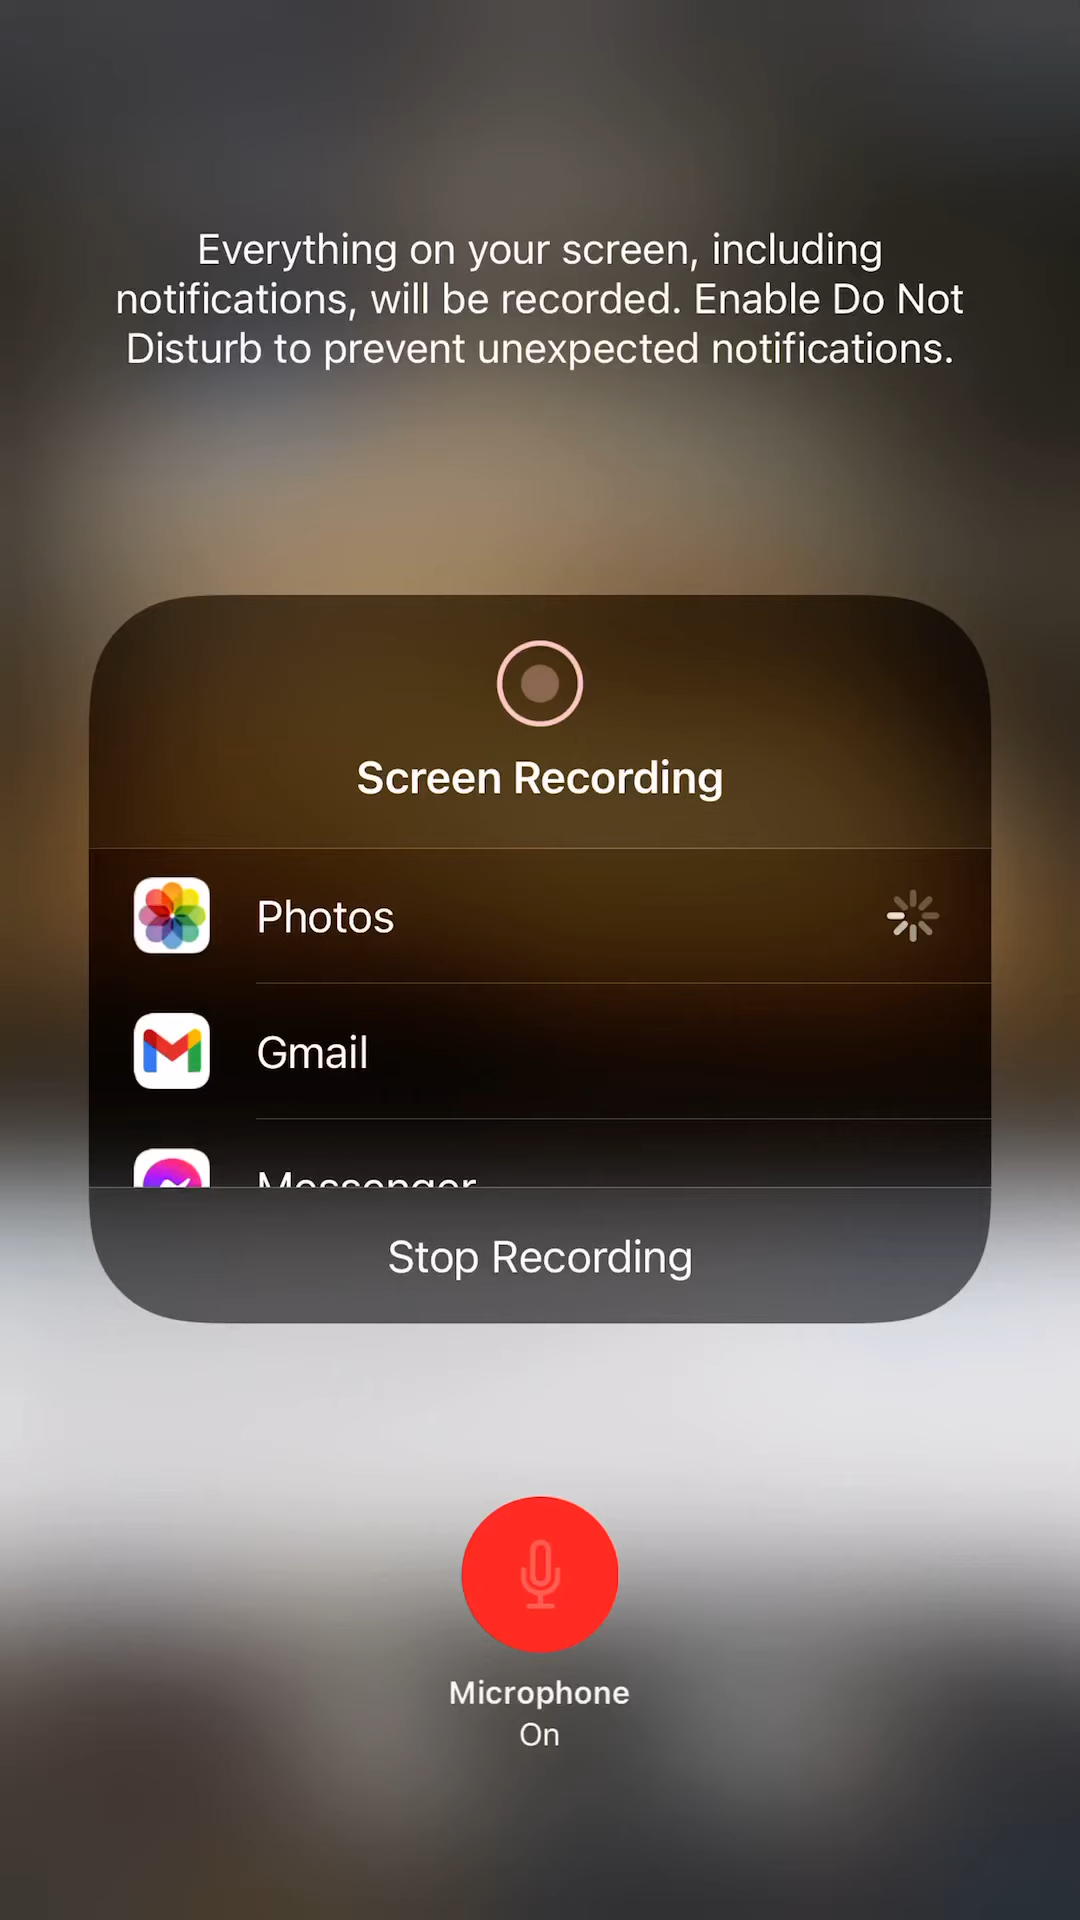 Everything on your screen, including
notifications, will be recorded. Enable Do Not
Disturb to prevent unexpected notifications.
Screen Recording
Photos
Gmail
Messenger
Stop Recording
Microphone
On